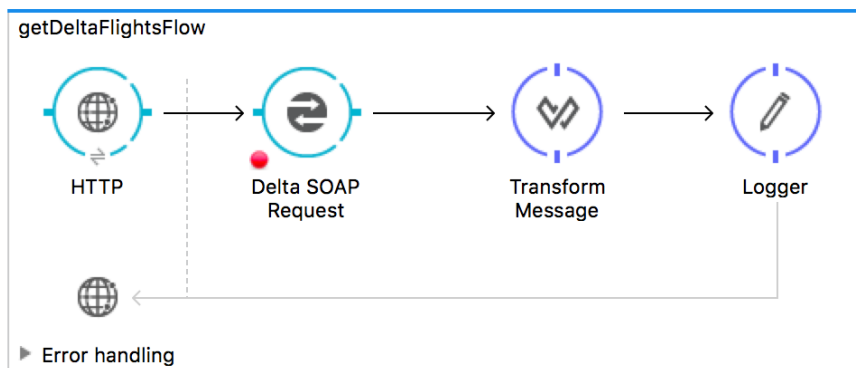 getDeltaFlightsFlow
HTTP
Delta SOAP
Request
Transform
Message
Logger
Error handling